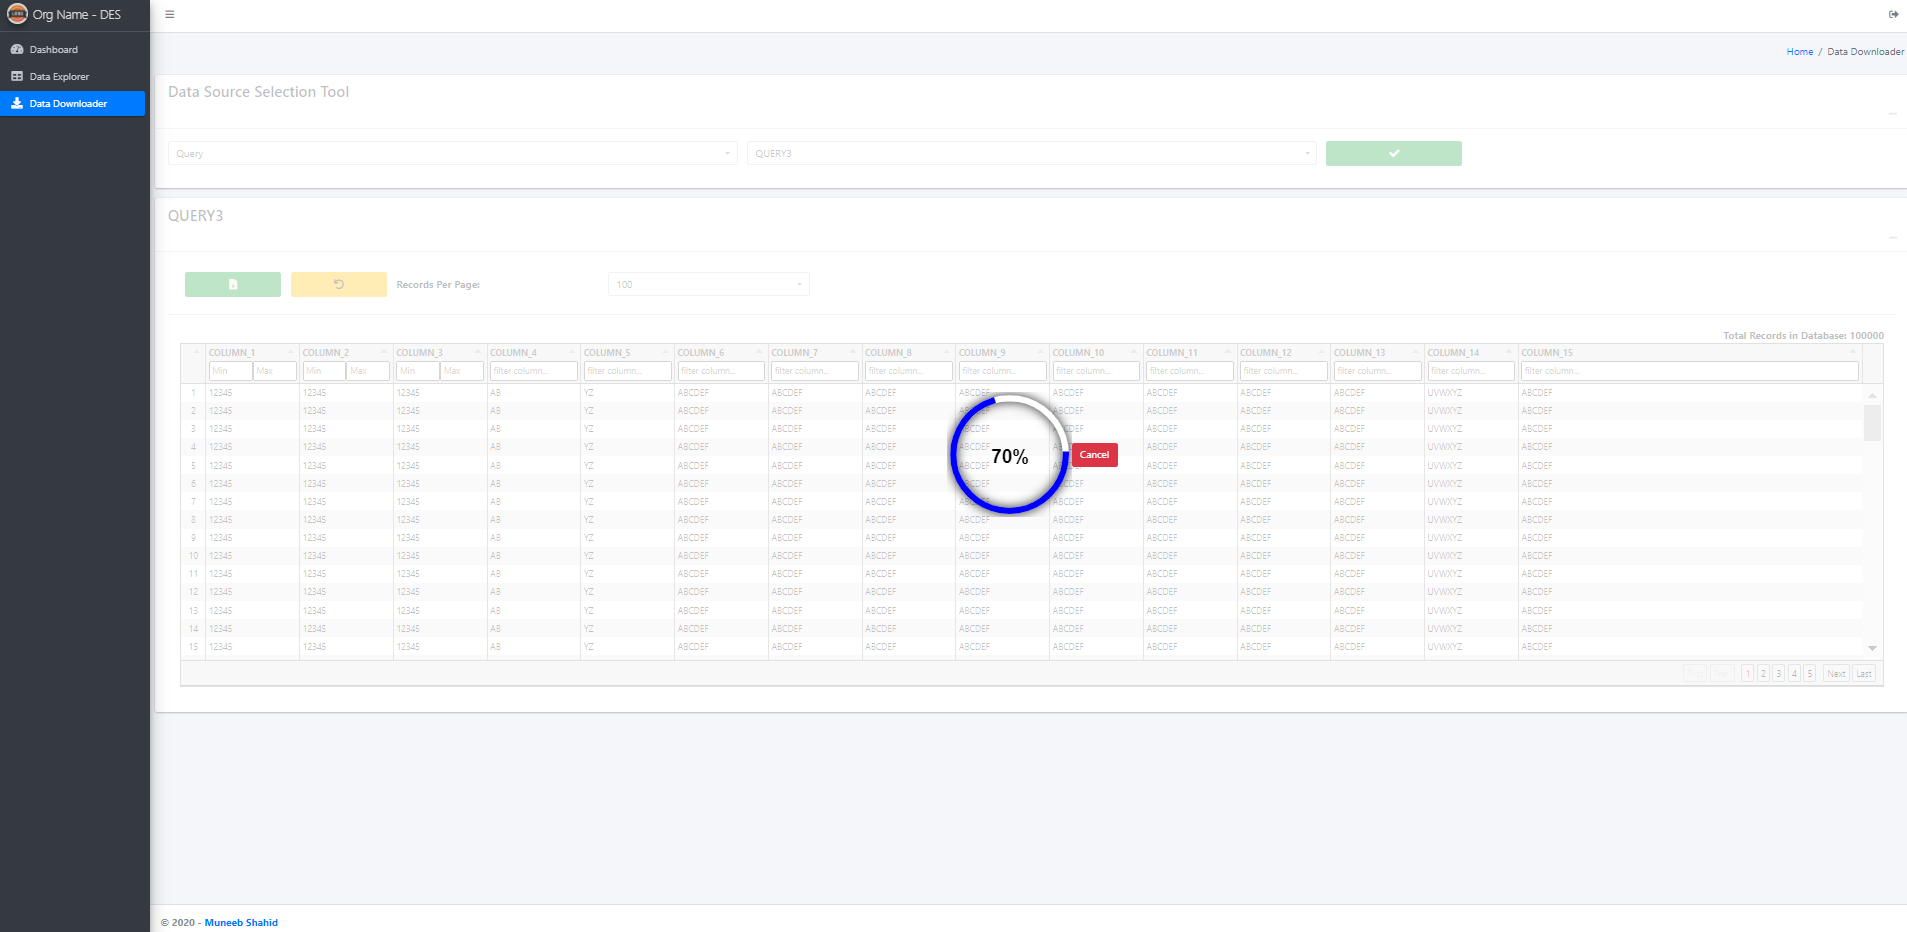 Org Name - DES
Dashboard
Data Explorer
Data Downloader
Home / Data Downloader
Data Source Selection Tool
Query QUERY3
QUERY3
Records Per Page: 100
Total Records in Database: 100000
COLUMN_1 COLUMN_2 COLUMN_3 COLUMN_4 COLUMN_5 COLUMN_6 COLUMN_7 COLUMN_8 COLUMN_9 COLUMN_10 COLUMN_11 COLUMN_12 COLUMN_13 COLUMN_14 COLUMN_15
Min Max Min Max Min Max filter column... filter column... filter column... filter column... filter column... filter column... filter column... filter column... filter column... filter column... filter column... filter column...
1 12345 12345 12345 AB YZ ABCDEF ABCDEF ABCDEF ABCDEF ABCDEF ABCDEF ABCDEF ABCDEF UVWXYZ ABCDEF
2 12345 12345 12345 AB YZ ABCDEF ABCDEF ABCDEF ABCDEF ABCDEF ABCDEF ABCDEF ABCDEF UVWXYZ ABCDEF
3 12345 12345 12345 AB YZ ABCDEF ABCDEF ABCDEF ABCDEF ABCDEF ABCDEF ABCDEF ABCDEF UVWXYZ ABCDEF
4 12345 12345 12345 AB YZ ABCDEF ABCDEF ABCDEF ABCDEF ABCDEF ABCDEF ABCDEF UVWXYZ ABCDEF
5 12345 12345 12345 AB YZ ABCDEF ABCDEF ABCDEF ABCDEF ABCDEF ABCDEF ABCDEF UVWXYZ ABCDEF
70%
Cancel
6 12345 12345 12345 AB YZ ABCDEF ABCDEF ABCDEF ABCDEF ABCDEF ABCDEF ABCDEF ABCDEF UVWXYZ ABCDEF
7 12345 12345 12345 AB YZ ABCDEF ABCDEF ABCDEF ABCDEF ABCDEF ABCDEF ABCDEF ABCDEF UVWXYZ ABCDEF
8 12345 12345 12345 AB YZ ABCDEF ABCDEF ABCDEF ABCDEF ABCDEF ABCDEF ABCDEF ABCDEF UVWXYZ ABCDEF
9 12345 12345 12345 AB YZ ABCDEF ABCDEF ABCDEF ABCDEF ABCDEF ABCDEF ABCDEF ABCDEF UVWXYZ ABCDEF
10 12345 12345 12345 AB YZ ABCDEF ABCDEF ABCDEF ABCDEF ABCDEF ABCDEF ABCDEF ABCDEF UVWXYZ ABCDEF
11 12345 12345 12345 AB YZ ABCDEF ABCDEF ABCDEF ABCDEF ABCDEF ABCDEF ABCDEF ABCDEF UVWXYZ ABCDEF
12 12345 12345 12345 AB YZ ABCDEF ABCDEF ABCDEF ABCDEF ABCDEF ABCDEF ABCDEF ABCDEF UVWXYZ ABCDEF
13 12345 12345 12345 AB YZ ABCDEF ABCDEF ABCDEF ABCDEF ABCDEF ABCDEF ABCDEF ABCDEF UVWXYZ ABCDEF
14 12345 12345 12345 AB YZ ABCDEF ABCDEF ABCDEF ABCDEF ABCDEF ABCDEF ABCDEF ABCDEF UVWXYZ ABCDEF
15 12345 12345 12345 AB YZ ABCDEF ABCDEF ABCDEF ABCDEF ABCDEF ABCDEF ABCDEF ABCDEF UVWXYZ ABCDEF
1 2 3 4 5 Next Last
© 2020 - Muneeb Shahid